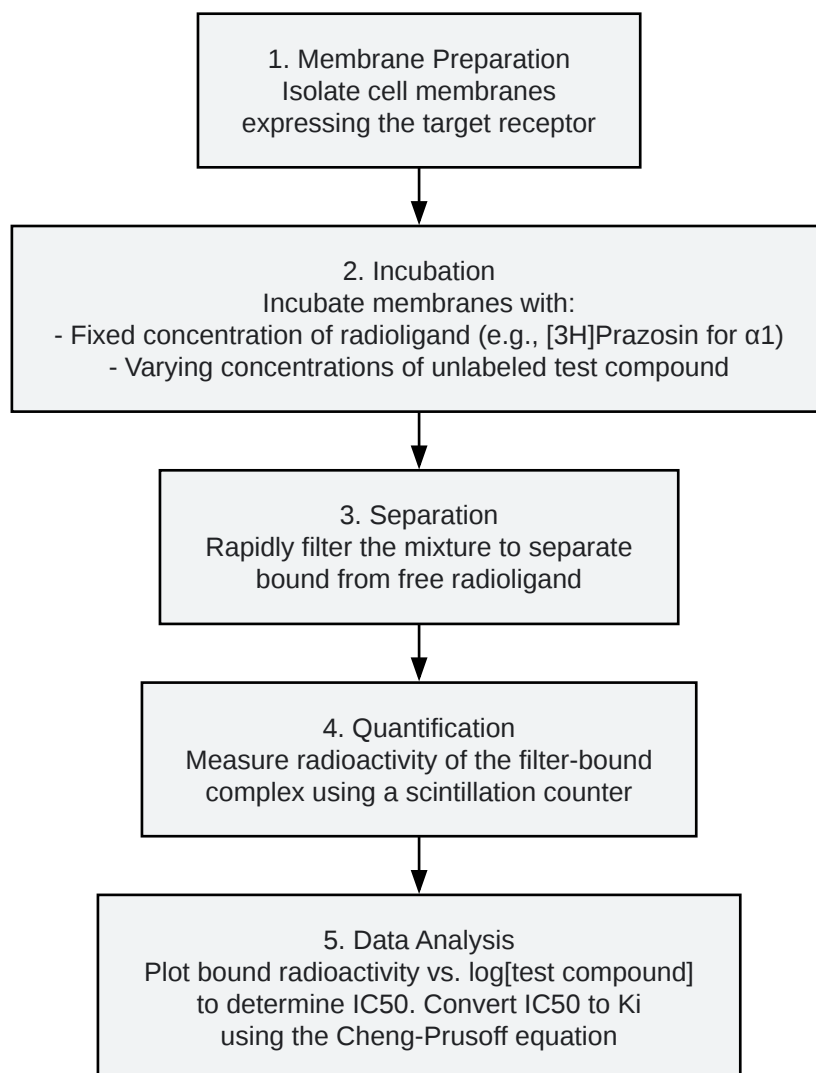 1. Membrane Preparation
Isolate cell membranes
expressing the target receptor
2. Incubation
Incubate membranes with:
- Fixed concentration of radioligand (e.g., [3H]Prazosin for α1)
- Varying concentrations of unlabeled test compound
3. Separation
Rapidly filter the mixture to separate
bound from free radioligand
4. Quantification
Measure radioactivity of the filter-bound
complex using a scintillation counter
5. Data Analysis
Plot bound radioactivity vs. log[test compound]
to determine IC50. Convert IC50 to Ki
using the Cheng-Prusoff equation